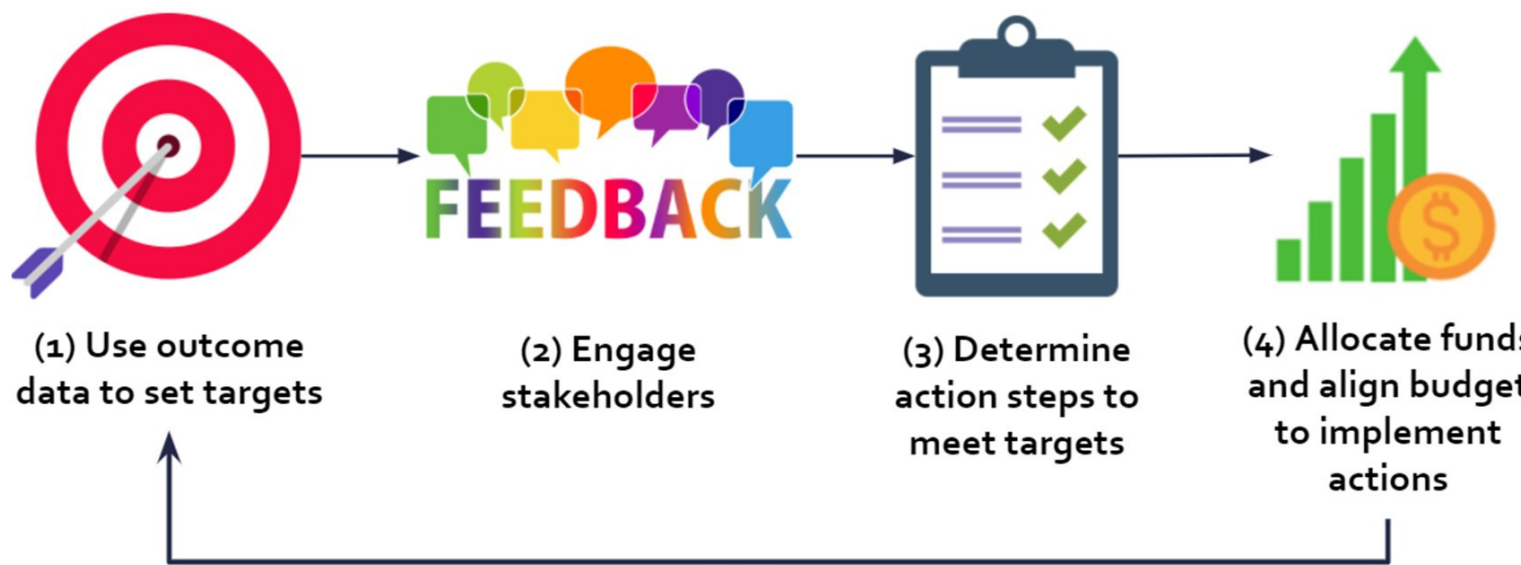 FEEDBACK
(1) Use outcome
data to set targets
(2) Engage
stakeholders
(3) Determine
action steps to
meet targets
(4) Allocate funds
and align budget
to implement
actions
$